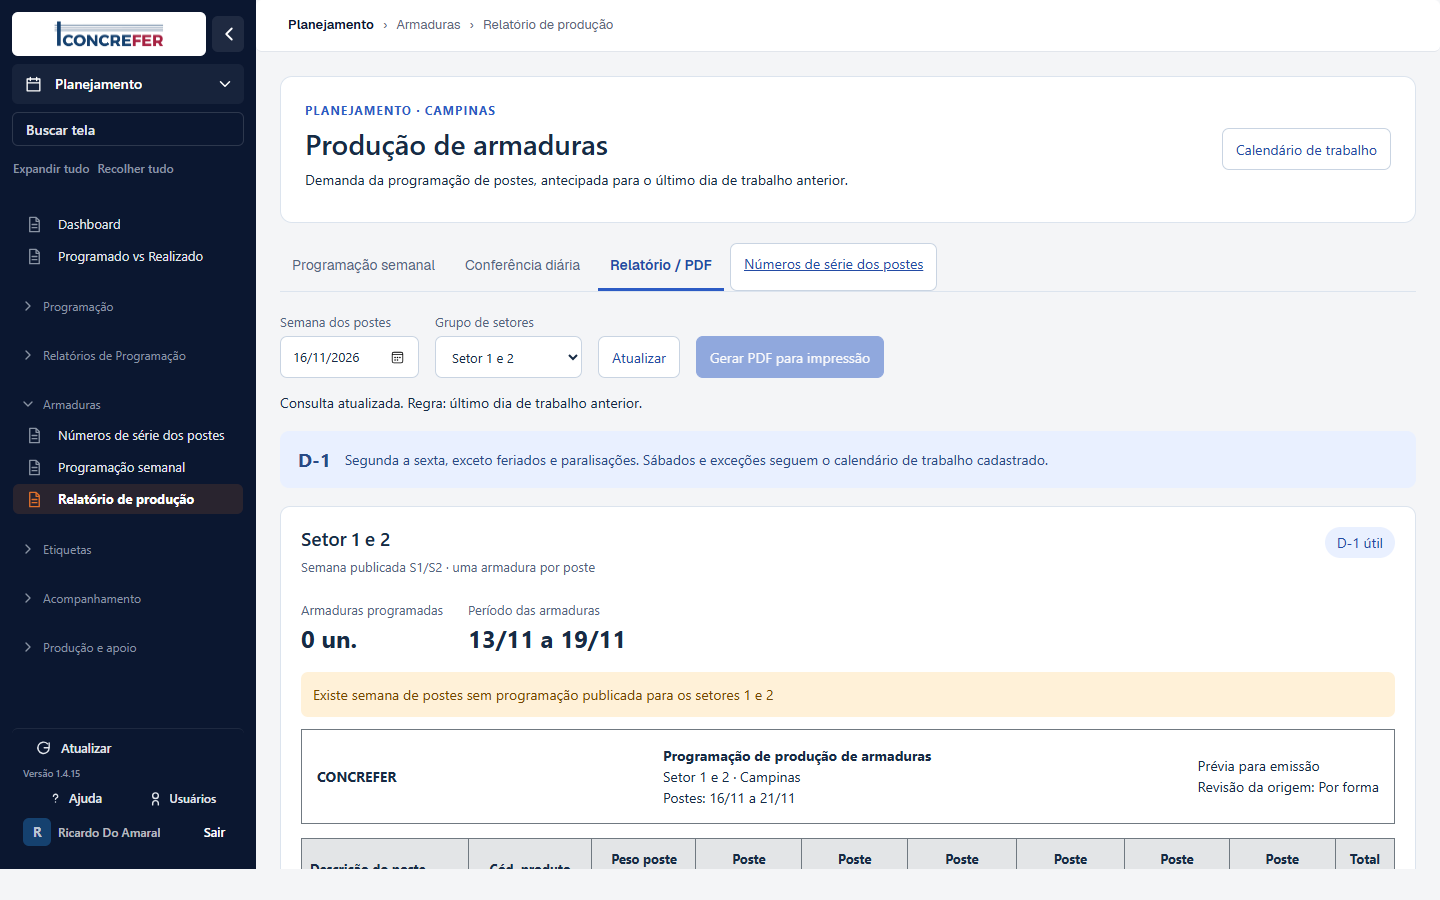 CONCREFER
Planejamento
Buscar tela
Expandir tudo Recolher tudo
Dashboard
Programado vs Realizado
Programação
Relatórios de Programação
Armaduras
Números de série dos postes
Programação semanal
Relatório de produção
Etiquetas
Acompanhamento
Produção e apoio
Atualizar
Versão 1.4.15
? Ajuda Usuários
R Ricardo Do Amaral Sair
Planejamento › Armaduras › Relatório de produção
PLANEJAMENTO · CAMPINAS
Produção de armaduras
Demanda da programação de postes, antecipada para o último dia de trabalho anterior.
Calendário de trabalho
Programação semanal Conferência diária Relatório / PDF Números de série dos postes
Semana dos postes Grupo de setores
16/11/2026 Setor 1 e 2 Atualizar Gerar PDF para impressão
Consulta atualizada. Regra: último dia de trabalho anterior.
D-1 Segunda a sexta, exceto feriados e paralisações. Sábados e exceções seguem o calendário de trabalho cadastrado.
Setor 1 e 2
D-1 útil
Semana publicada S1/S2 · uma armadura por poste
Armaduras programadas Período das armaduras
0 un. 13/11 a 19/11
Existe semana de postes sem programação publicada para os setores 1 e 2
CONCREFER
Programação de produção de armaduras
Setor 1 e 2 · Campinas
Postes: 16/11 a 21/11
Prévia para emissão
Revisão da origem: Por forma
Descrição do poste Cód. produto Peso poste Poste Poste Poste Poste Poste Poste Total